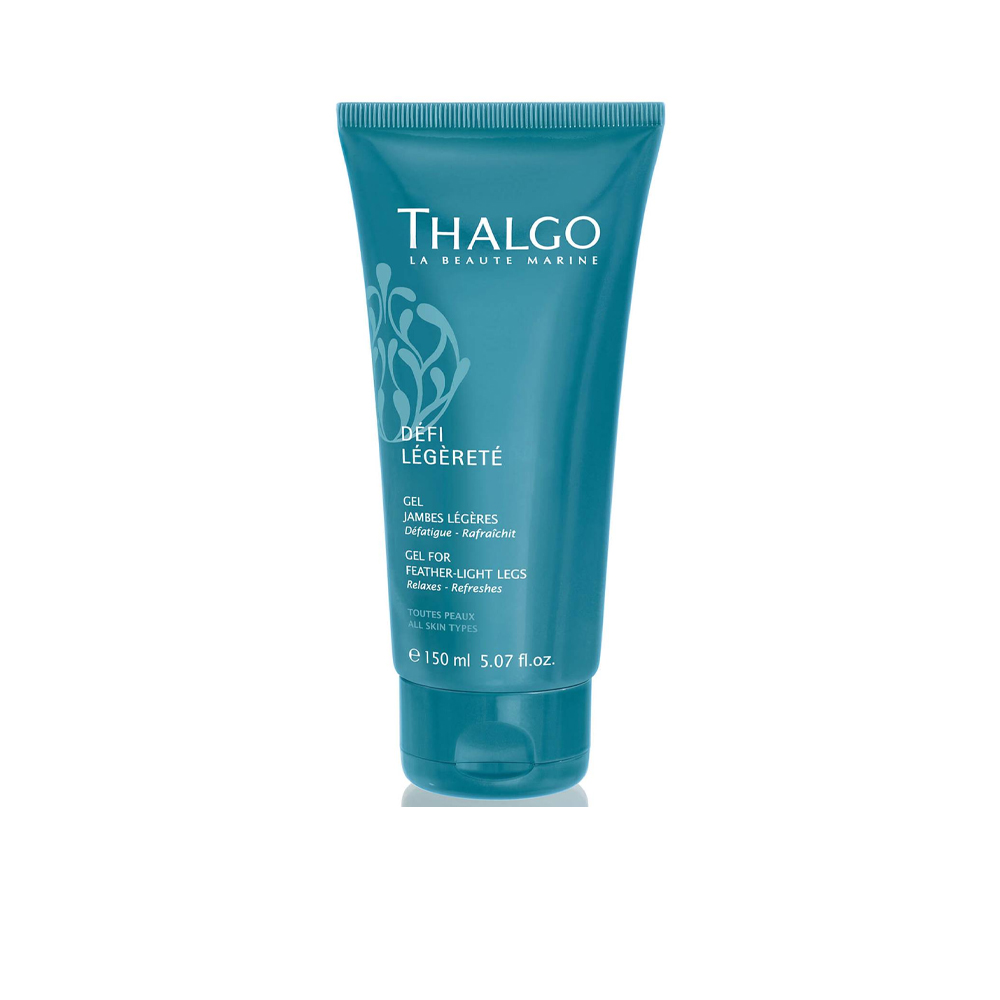 THALGO
LA BEAUTE MARINE
DÉFI
LÉGÈRETÉ
GEL
JAMBES LÉGÈRES
Défatigue - Rafraîchit
GEL FOR
FEATHER-LIGHT LEGS
Relaxes - Refreshes
TOUTES PEAUX
ALL SKIN TYPES
℮ 150 ml 5.07 fl.oz.